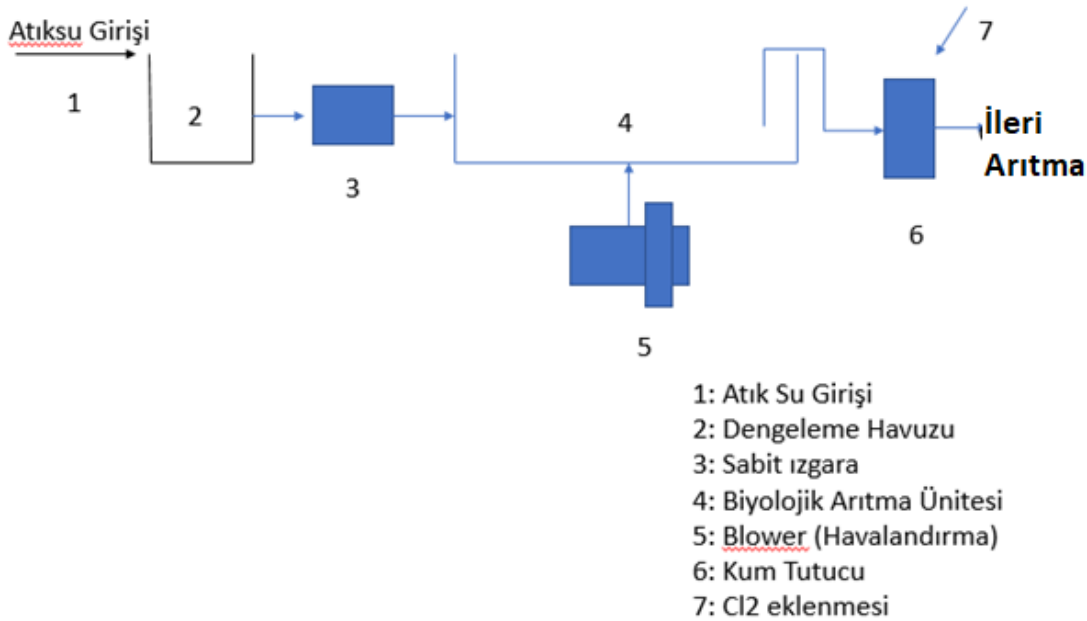 Atıksu Girişi
1
2
3
4
5
6
7
İleri
Arıtma
1: Atık Su Girişi
2: Dengeleme Havuzu
3: Sabit ızgara
4: Biyolojik Arıtma Ünitesi
5: Blower (Havalandırma)
6: Kum Tutucu
7: Cl2 eklenmesi